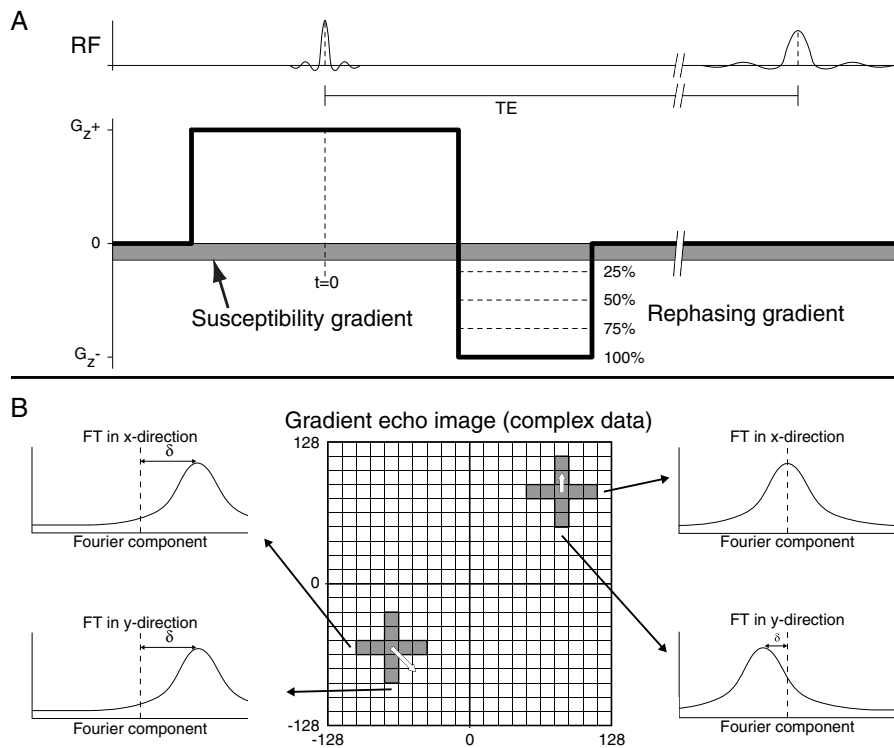 A
RF
TE
G z+
0
t=0
25%
50%
75%
100%
Susceptibility gradient
Rephasing gradient
G z-
B
Gradient echo image (complex data)
FT in x-direction
δ
Fourier component
FT in y-direction
δ
Fourier component
128
0
-128
-128
0
128
FT in x-direction
Fourier component
FT in y-direction
δ
Fourier component